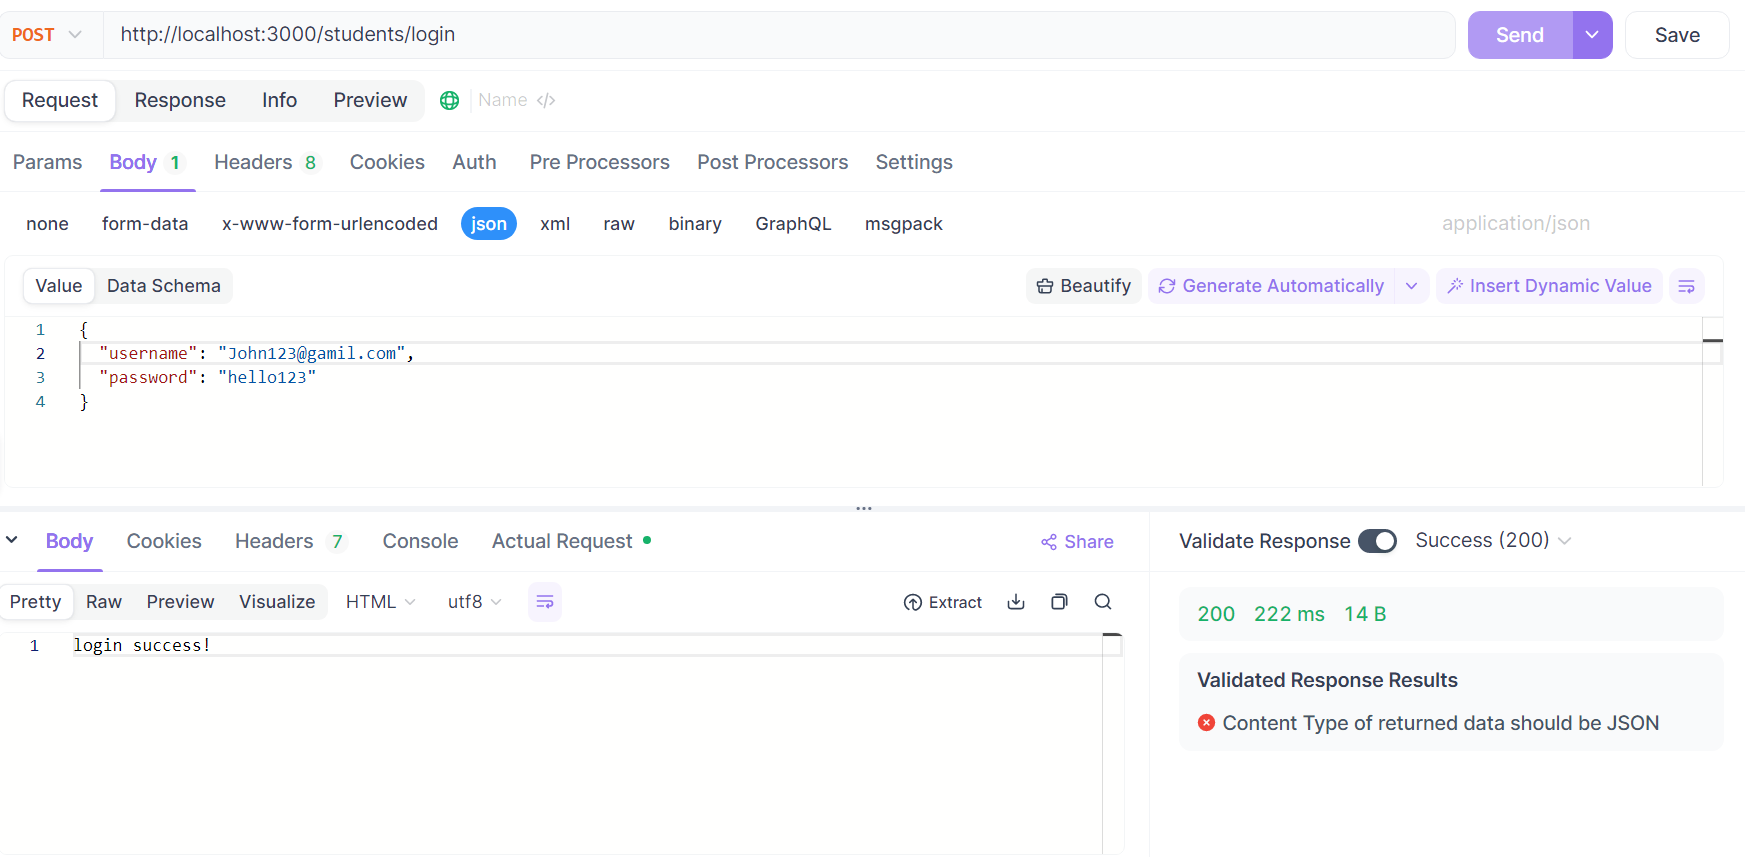 POST http://localhost:3000/students/login Send Save
Request Response Info Preview Name </>
Params Body 1 Headers 8 Cookies Auth Pre Processors Post Processors Settings
none form-data x-www-form-urlencoded json xml raw binary GraphQL msgpack application/json
Value Data Schema Beautify Generate Automatically Insert Dynamic Value
1 {
2 "username": "John123@gamil.com",
3 "password": "hello123"
4 }
Body Cookies Headers 7 Console Actual Request Share
Validate Response Success (200)
Pretty Raw Preview Visualize HTML utf8 Extract
200 222 ms 14 B
1 login success!
Validated Response Results
Content Type of returned data should be JSON